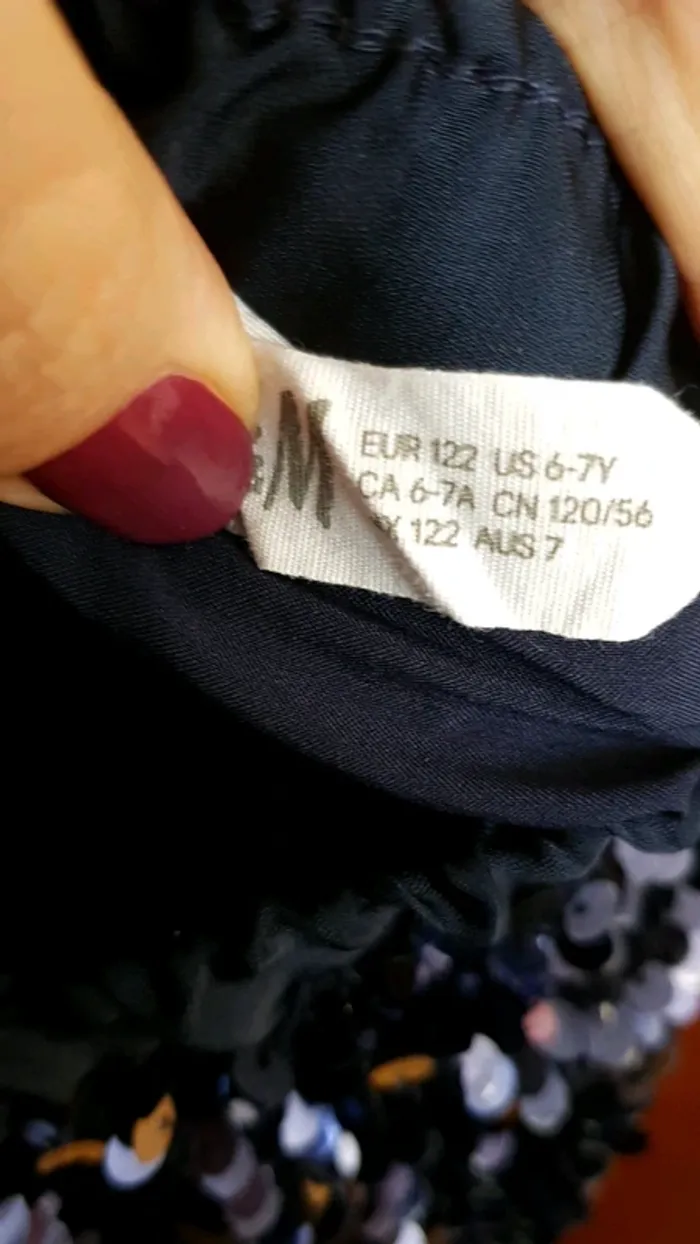 M
EUR 122 US 6-7Y
CA 6-7A CN 120/56
122 AUS 7